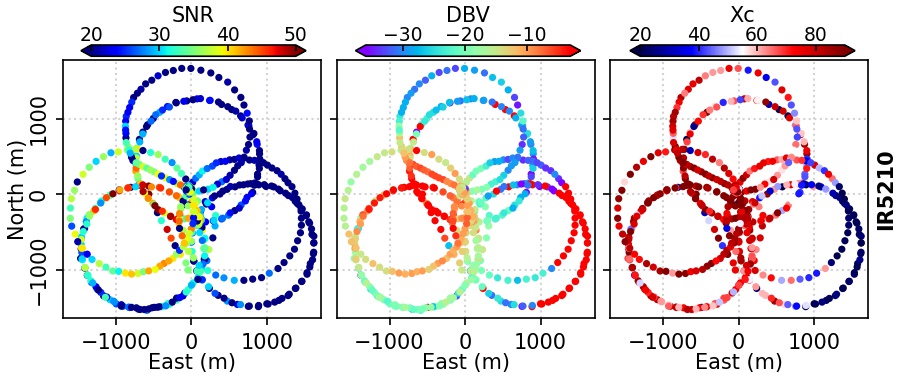 SNR DBV Xc
20 30 40 50 −30 −20 −10 20 40 60 80
North (m)
1000
0
−1000
IR5210
−1000 0 1000 −1000 0 1000 −1000 0 1000
East (m) East (m) East (m)